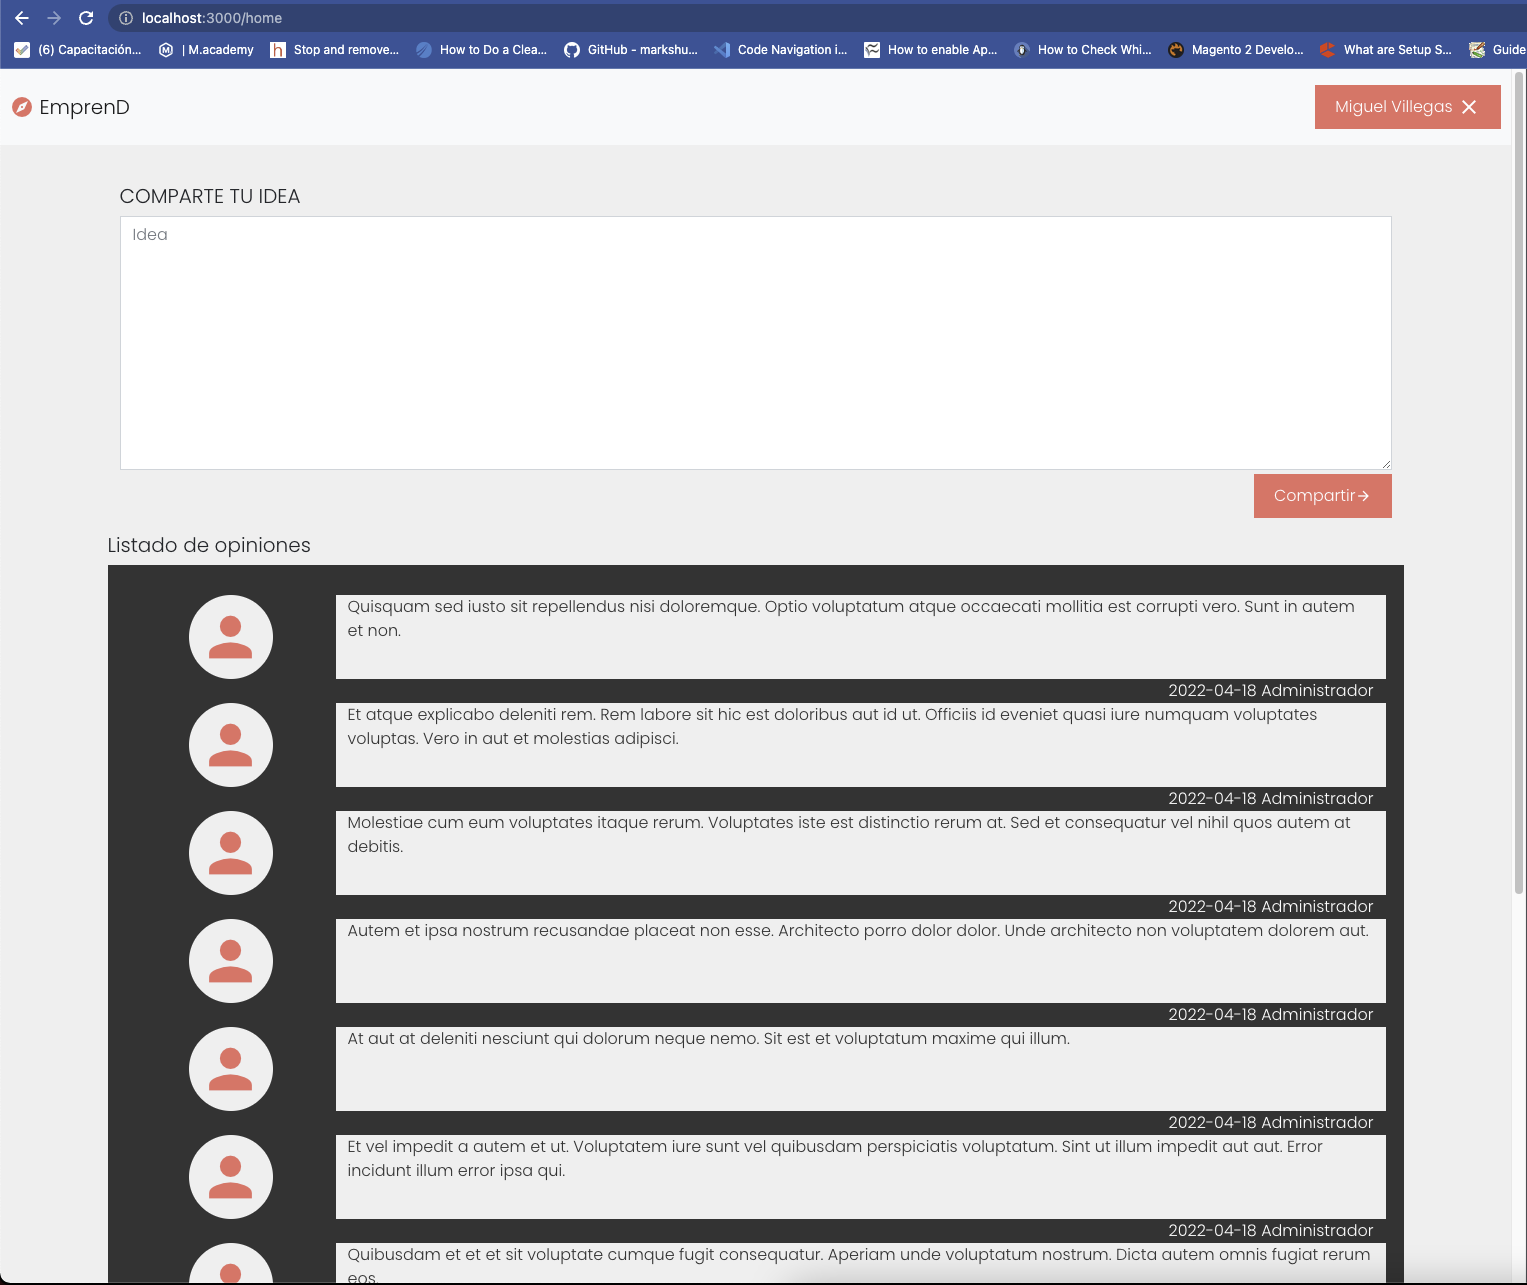 localhost:3000/home
(6) Capacitación...
| M.academy
Stop and remove...
How to Do a Clea...
GitHub - markshu...
Code Navigation i...
How to enable Ap...
How to Check Whi...
Magento 2 Develo...
What are Setup S...
Guide
EmprenD
Miguel Villegas
COMPARTE TU IDEA
Idea
Compartir
Listado de opiniones
Quisquam sed iusto sit repellendus nisi doloremque. Optio voluptatum atque occaecati mollitia est corrupti vero. Sunt in autem
et non.
2022-04-18 Administrador
Et atque explicabo deleniti rem. Rem labore sit hic est doloribus aut id ut. Officiis id eveniet quasi iure numquam voluptates
voluptas. Vero in aut et molestias adipisci.
2022-04-18 Administrador
Molestiae cum eum voluptates itaque rerum. Voluptates iste est distinctio rerum at. Sed et consequatur vel nihil quos autem at
debitis.
2022-04-18 Administrador
Autem et ipsa nostrum recusandae placeat non esse. Architecto porro dolor dolor. Unde architecto non voluptatem dolorem aut.
2022-04-18 Administrador
At aut at deleniti nesciunt qui dolorum neque nemo. Sit est et voluptatum maxime qui illum.
2022-04-18 Administrador
Et vel impedit a autem et ut. Voluptatem iure sunt vel quibusdam perspiciatis voluptatum. Sint ut illum impedit aut aut. Error
incidunt illum error ipsa qui.
2022-04-18 Administrador
Quibusdam et et et sit voluptate cumque fugit consequatur. Aperiam unde voluptatum nostrum. Dicta autem omnis fugiat rerum
eos.